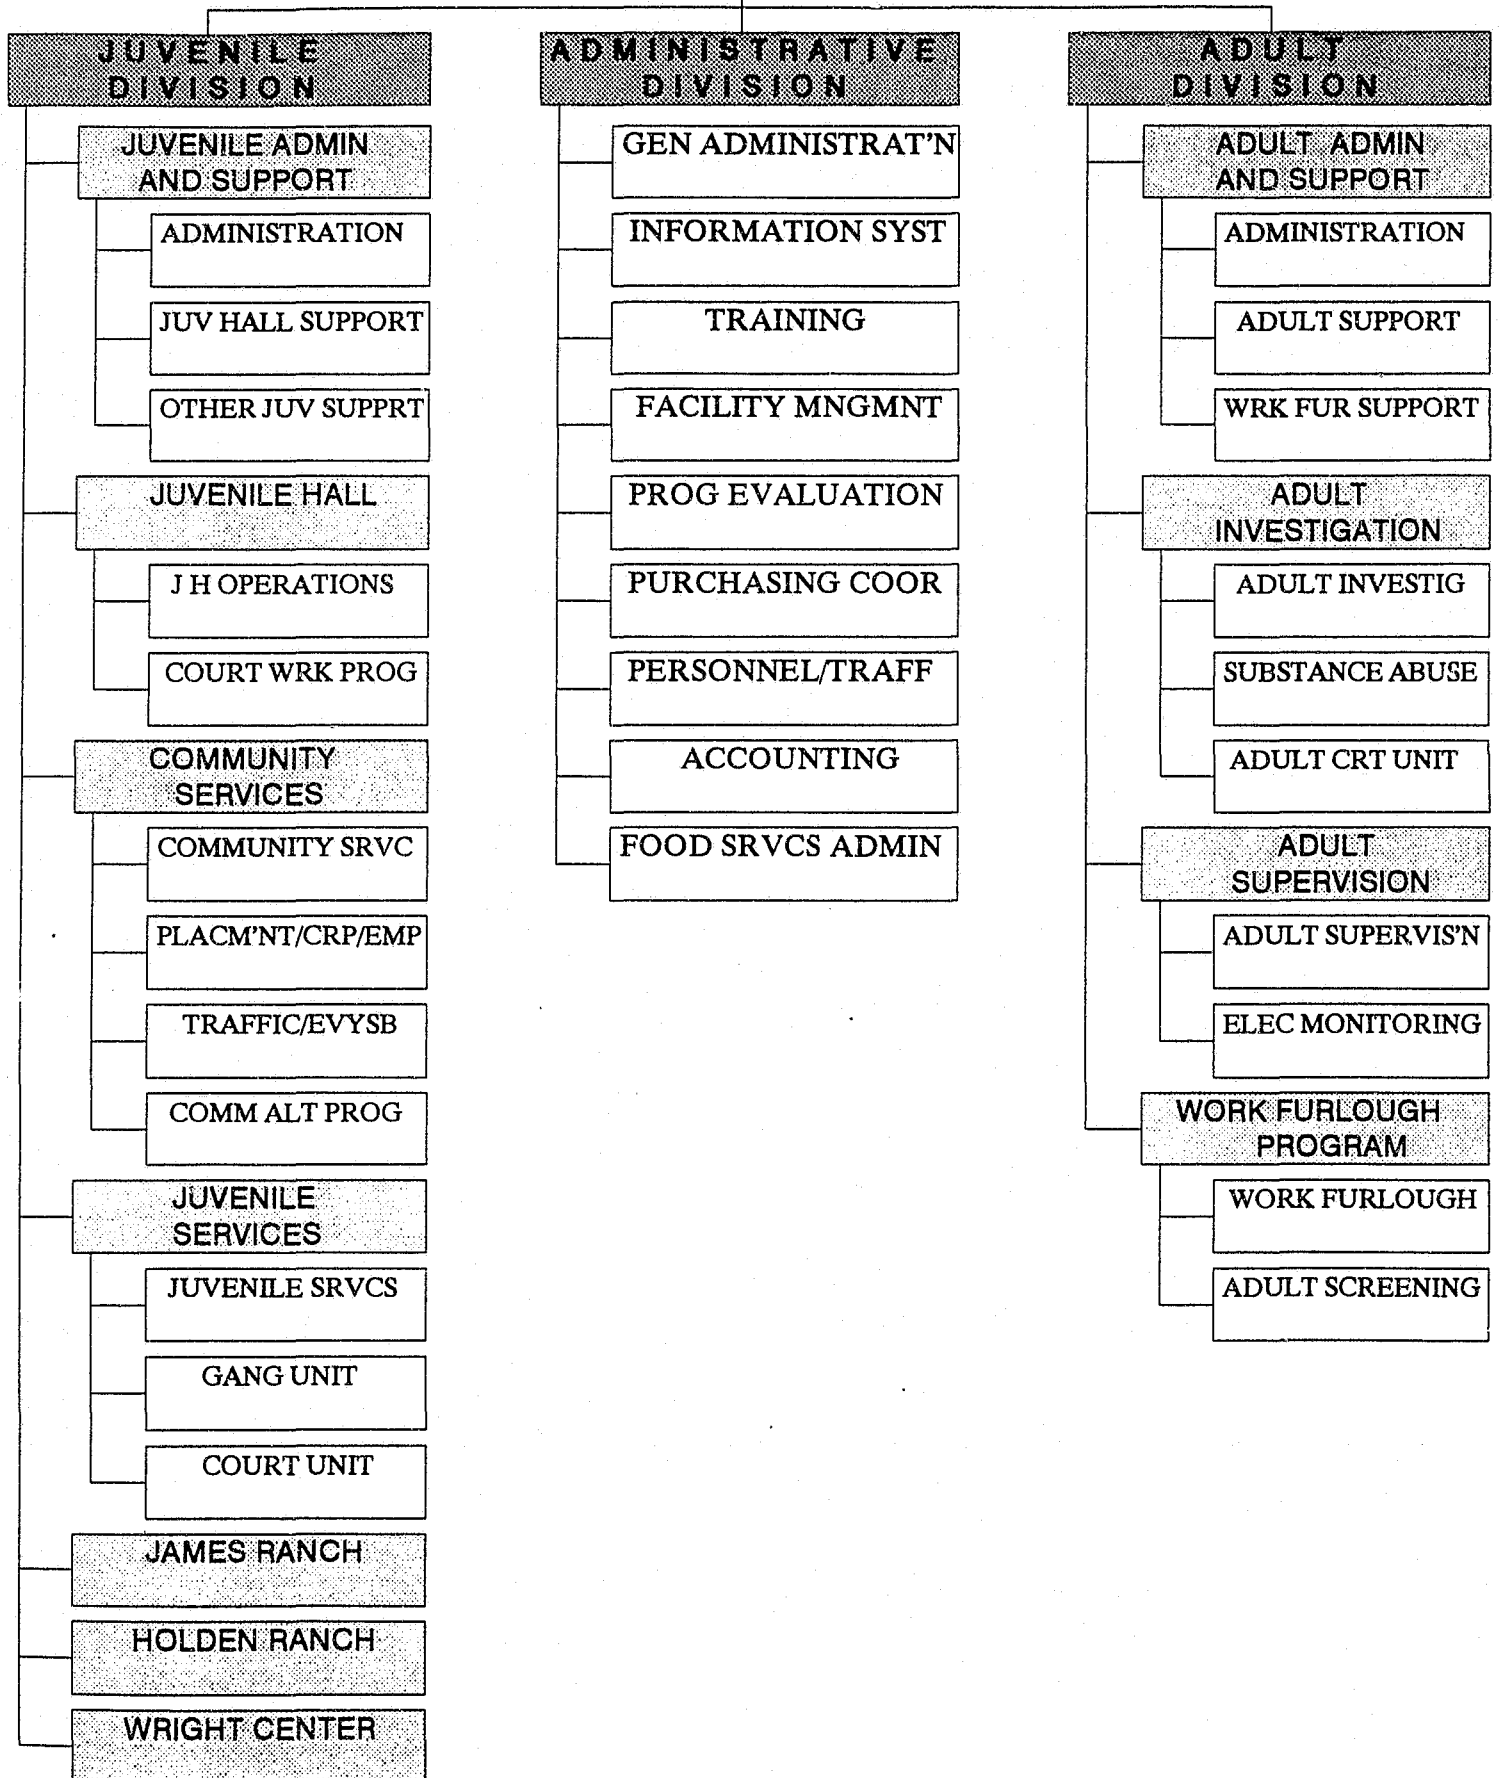 JUVENILE
DIVISION
JUVENILE ADMIN
AND SUPPORT
ADMINISTRATION
JUV HALL SUPPORT
OTHER JUV SUPPRT
JUVENILE HALL
J H OPERATIONS
COURT WRK PROG
COMMUNITY
SERVICES
COMMUNITY SRVC
PLACM'NT/CRP/EMP
TRAFFIC/EVYSB
COMM ALT PROG
JUVENILE
SERVICES
JUVENILE SRVCS
GANG UNIT
COURT UNIT
JAMES RANCH
HOLDEN RANCH
WRIGHT CENTER
ADMINISTRATIVE
DIVISION
GEN ADMINISTRAT'N
INFORMATION SYST
TRAINING
FACILITY MNGMNT
PROG EVALUATION
PURCHASING COOR
PERSONNEL/TRAFF
ACCOUNTING
FOOD SRVCS ADMIN
ADULT
DIVISION
ADULT ADMIN
AND SUPPORT
ADMINISTRATION
ADULT SUPPORT
WRK FUR SUPPORT
ADULT
INVESTIGATION
ADULT INVESTIG
SUBSTANCE ABUSE
ADULT CRT UNIT
ADULT
SUPERVISION
ADULT SUPERVIS'N
ELEC MONITORING
WORK FURLOUGH
PROGRAM
WORK FURLOUGH
ADULT SCREENING